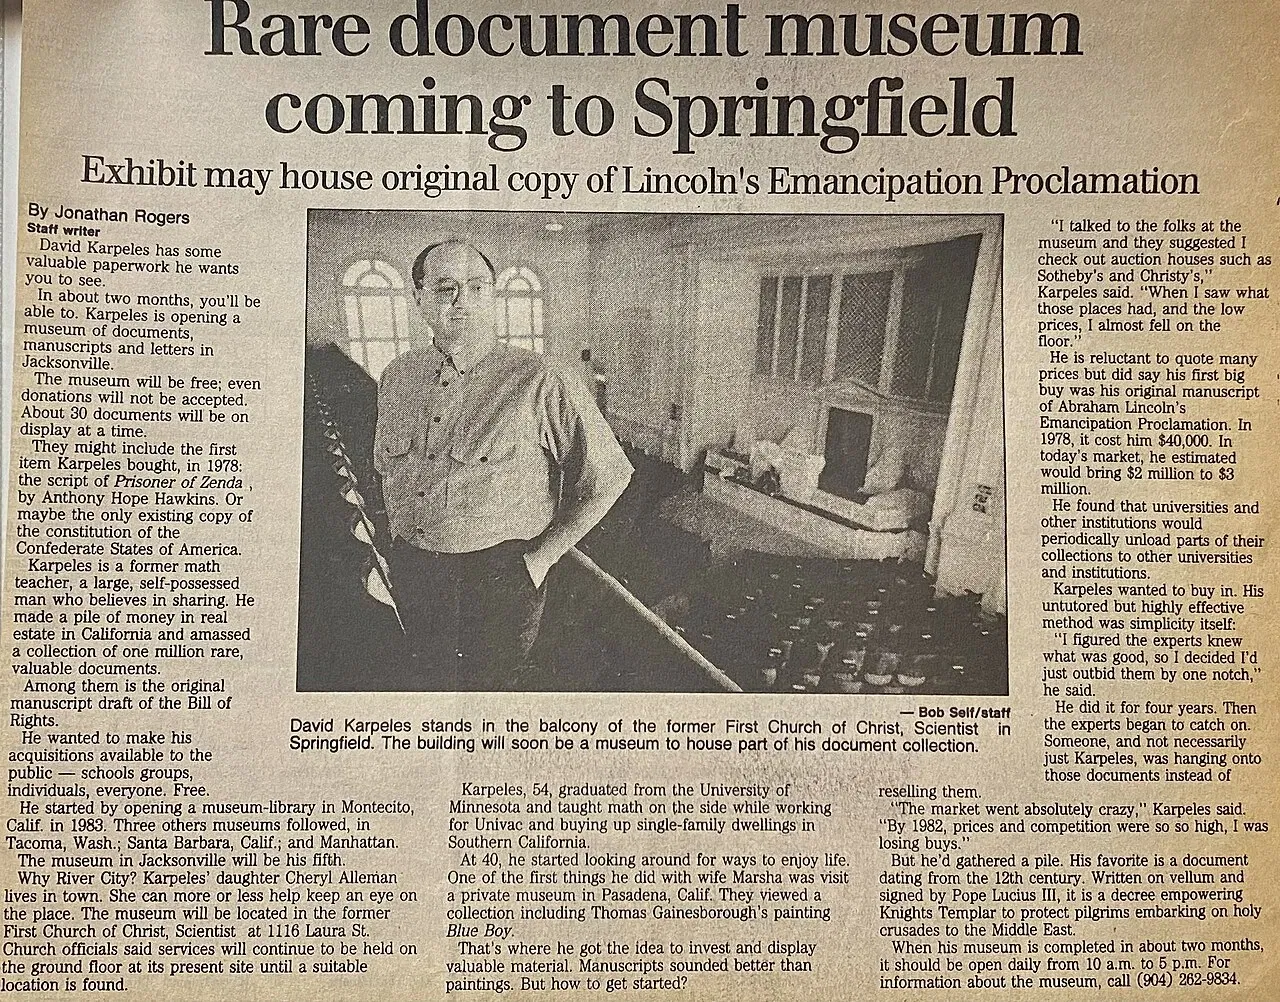 Rare document museum
coming to Springfield
Exhibit may house original copy of Lincoln's Emancipation Proclamation
By Jonathan Rogers
Staff writer
David Karpeles has some
valuable paperwork he wants
you to see.
In about two months, you'll be
able to. Karpeles is opening a
museum of documents,
manuscripts and letters in
Jacksonville.
The museum will be free; even
donations will not be accepted.
About 30 documents will be on
display at a time.
They might include the first
item Karpeles bought, in 1978:
the script of Prisoner of Zenda ,
by Anthony Hope Hawkins. Or
maybe the only existing copy of
the constitution of the
Confederate States of America.
Karpeles is a former math
teacher, a large, self-possessed
man who believes in sharing. He
made a pile of money in real
estate in California and amassed
a collection of one million rare,
valuable documents.
Among them is the original
manuscript draft of the Bill of
Rights.
He wanted to make his
acquisitions available to the
public — schools groups,
individuals, everyone. Free.
He started by opening a museum-library in Montecito,
Calif. in 1983. Three others museums followed, in
Tacoma, Wash.; Santa Barbara, Calif.; and Manhattan.
The museum in Jacksonville will be his fifth.
Why River City? Karpeles' daughter Cheryl Alleman
lives in town. She can more or less help keep an eye on
the place. The museum will be located in the former
First Church of Christ, Scientist at 1116 Laura St.
Church officials said services will continue to be held on
the ground floor at its present site until a suitable
location is found.
— Bob Self/staff
David Karpeles stands in the balcony of the former First Church of Christ, Scientist in
Springfield. The building will soon be a museum to house part of his document collection.
Karpeles, 54, graduated from the University of
Minnesota and taught math on the side while working
for Univac and buying up single-family dwellings in
Southern California.
At 40, he started looking around for ways to enjoy life.
One of the first things he did with wife Marsha was visit
a private museum in Pasadena, Calif. They viewed a
collection including Thomas Gainesborough's painting
Blue Boy.
That's where he got the idea to invest and display
valuable material. Manuscripts sounded better than
paintings. But how to get started?
"I talked to the folks at the
museum and they suggested I
check out auction houses such as
Sotheby's and Christy's,"
Karpeles said. "When I saw what
those places had, and the low
prices, I almost fell on the
floor."
He is reluctant to quote many
prices but did say his first big
buy was his original manuscript
of Abraham Lincoln's
Emancipation Proclamation. In
1978, it cost him $40,000. In
today's market, he estimated
would bring $2 million to $3
million.
He found that universities and
other institutions would
periodically unload parts of their
collections to other universities
and institutions.
Karpeles wanted to buy in. His
untutored but highly effective
method was simplicity itself:
"I figured the experts knew
what was good, so I decided I'd
just outbid them by one notch,"
he said.
He did it for four years. Then
the experts began to catch on.
Someone, and not necessarily
just Karpeles, was hanging onto
those documents instead of
reselling them.
"The market went absolutely crazy," Karpeles said.
"By 1982, prices and competition were so so high, I was
losing buys."
But he'd gathered a pile. His favorite is a document
dating from the 12th century. Written on vellum and
signed by Pope Lucius III, it is a decree empowering
Knights Templar to protect pilgrims embarking on holy
crusades to the Middle East.
When his museum is completed in about two months,
it should be open daily from 10 a.m. to 5 p.m. For
information about the museum, call (904) 262-9834.